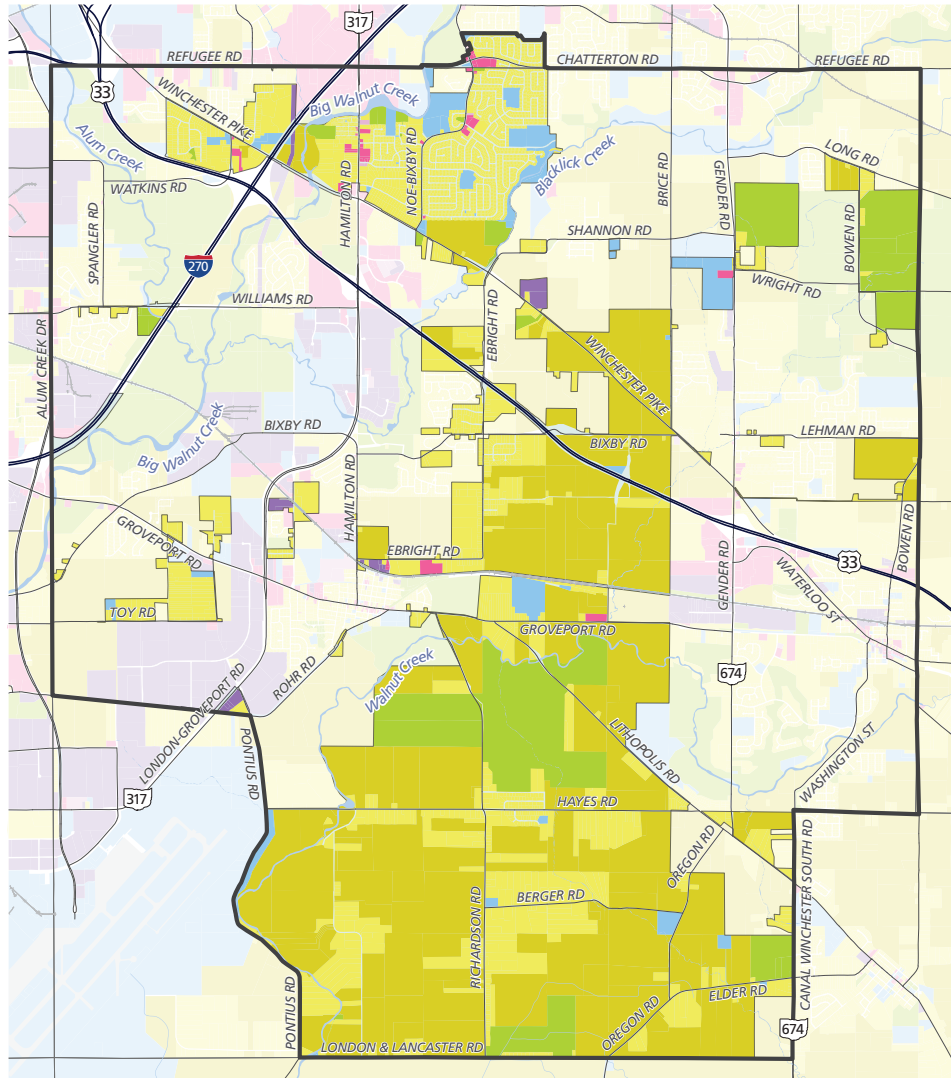 317
REFUGEE RD
CHATTERTON RD
REFUGEE RD
33
WINCHESTER PIKE
Big Walnut Creek
Alum Creek
NOE-BIXBY RD
Blacklick Creek
BRICE RD
GENDER RD
LONG RD
WATKINS RD
HAMILTON RD
SPANGLER RD
SHANNON RD
BOWEN RD
270
WRIGHT RD
WILLIAMS RD
EBRIGHT RD
ALUM CREEK DR
WINCHESTER PIKE
BIXBY RD
BIXBY RD
LEHMAN RD
Big Walnut Creek
HAMILTON RD
GROVEPORT RD
EBRIGHT RD
BOWEN RD
33
GENDER RD
WATERLOO ST
TOY RD
GROVEPORT RD
ROHR RD
Walnut Creek
674
LONDON-GROVEPORT RD
LITHOPOLIS RD
PONTIUS RD
WASHINGTON ST
317
HAYES RD
OREGON RD
CANAL WINCHESTER SOUTH RD
BERGER RD
RICHARDSON RD
PONTIUS RD
ELDER RD
OREGON RD
674
LONDON & LANCASTER RD